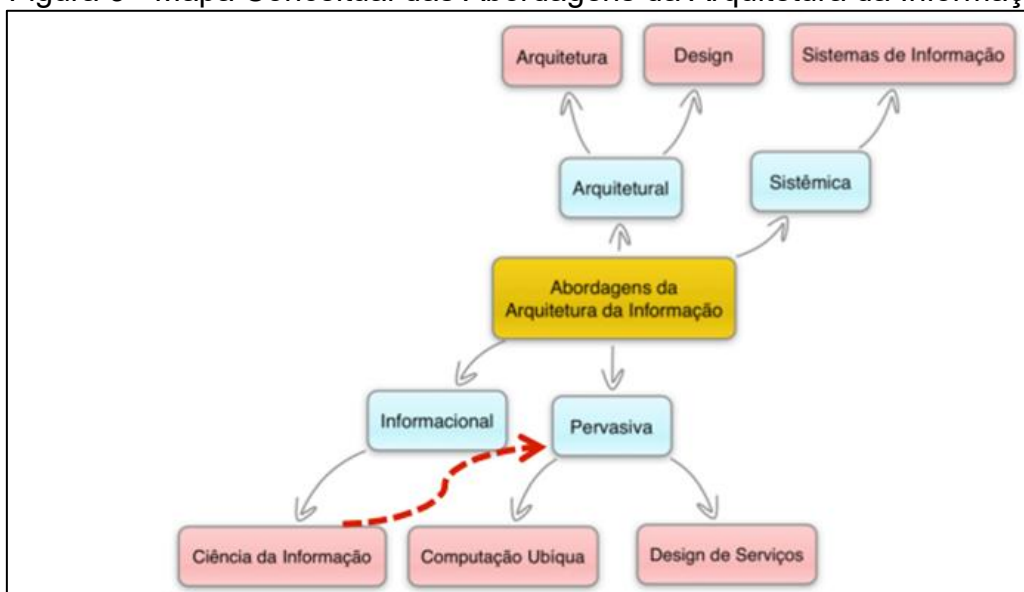 Arquitetura
Design
Sistemas de Informação
Arquitetural
Sistêmica
Abordagens da
Arquitetura da Informação
Informacional
Pervasiva
Ciência da Informação
Computação Ubíqua
Design de Serviços